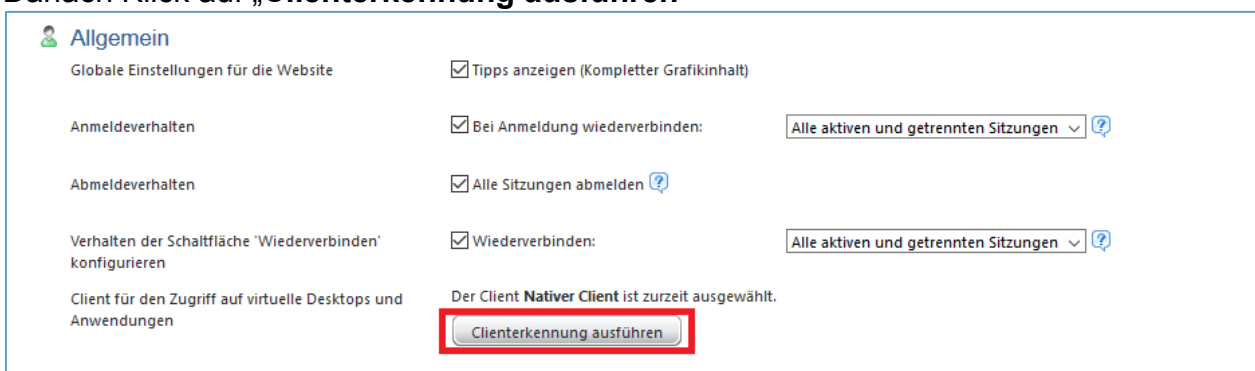 Danach Klick auf „Clienterkennung ausführen
Allgemein
Globale Einstellungen für die Website
Tipps anzeigen (Kompletter Grafikinhalt)
Anmeldeverhalten
Bei Anmeldung wiederverbinden:
Alle aktiven und getrennten Sitzungen
Abmeldeverhalten
Alle Sitzungen abmelden
Verhalten der Schaltfläche 'Wiederverbinden'
konfigurieren
Wiederverbinden:
Alle aktiven und getrennten Sitzungen
Client für den Zugriff auf virtuelle Desktops und
Anwendungen
Der Client Nativer Client ist zurzeit ausgewählt.
Clienterkennung ausführen